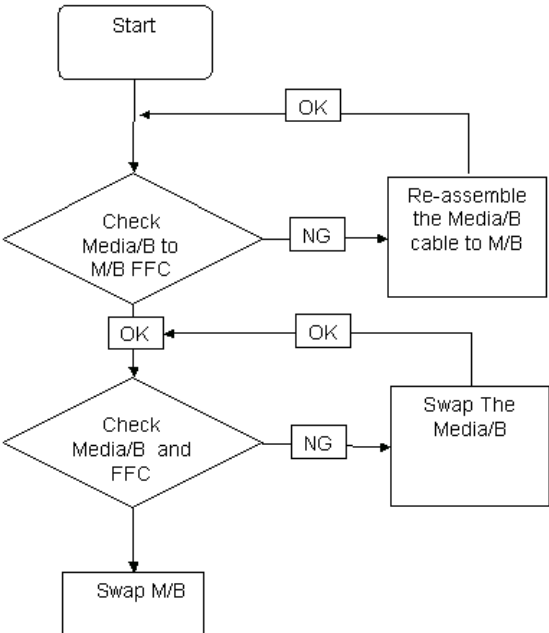 Start
OK
Check
Media/B to
M/B FFC
NG
Re-assemble
the Media/B
cable to M/B
OK
OK
Check
Media/B and
FFC
NG
Swap The
Media/B
Swap M/B